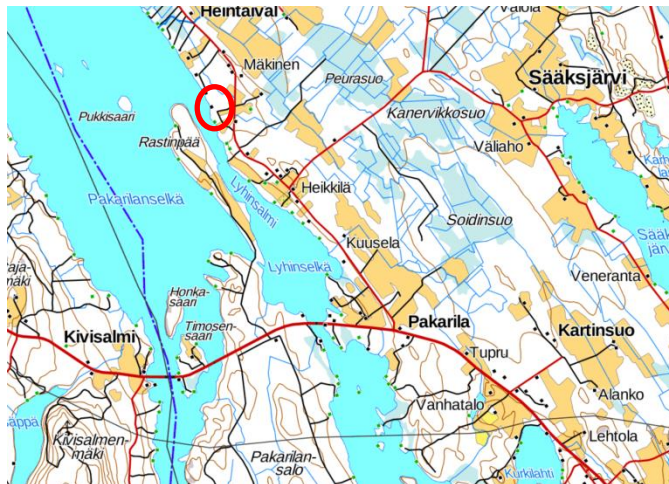 Heintaival
Valola
Mäkinen
Peurasuo
Sääksjärvi
Pukkisaari
Kanervikkosuo
Rastinpää
Väliaho
Pakarilanselkä
Lyhinsalmi
Heikkilä
Soidinsuo
Kuusela
Lyhinselkä
Veneranta
Honka-
saari
Kivisalmi
Timosen-
saari
Pakarila
Kartinsuo
Tupru
Vanhatalo
Alanko
Kivisalmen-
mäki
Pakarilan-
salo
Lehtola
Kurkilahti